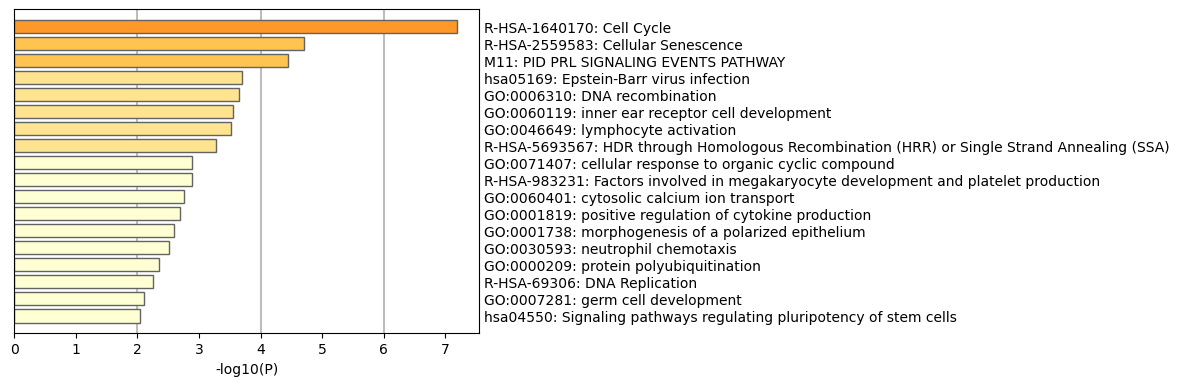 R-HSA-1640170: Cell Cycle
R-HSA-2559583: Cellular Senescence
M11: PID PRL SIGNALING EVENTS PATHWAY
hsa05169: Epstein-Barr virus infection
GO:0006310: DNA recombination
GO:0060119: inner ear receptor cell development
GO:0046649: lymphocyte activation
R-HSA-5693567: HDR through Homologous Recombination (HRR) or Single Strand Annealing (SSA)
GO:0071407: cellular response to organic cyclic compound
R-HSA-983231: Factors involved in megakaryocyte development and platelet production
GO:0060401: cytosolic calcium ion transport
GO:0001819: positive regulation of cytokine production
GO:0001738: morphogenesis of a polarized epithelium
GO:0030593: neutrophil chemotaxis
GO:0000209: protein polyubiquitination
R-HSA-69306: DNA Replication
GO:0007281: germ cell development
hsa04550: Signaling pathways regulating pluripotency of stem cells
0 1 2 3 4 5 6 7
-log10(P)